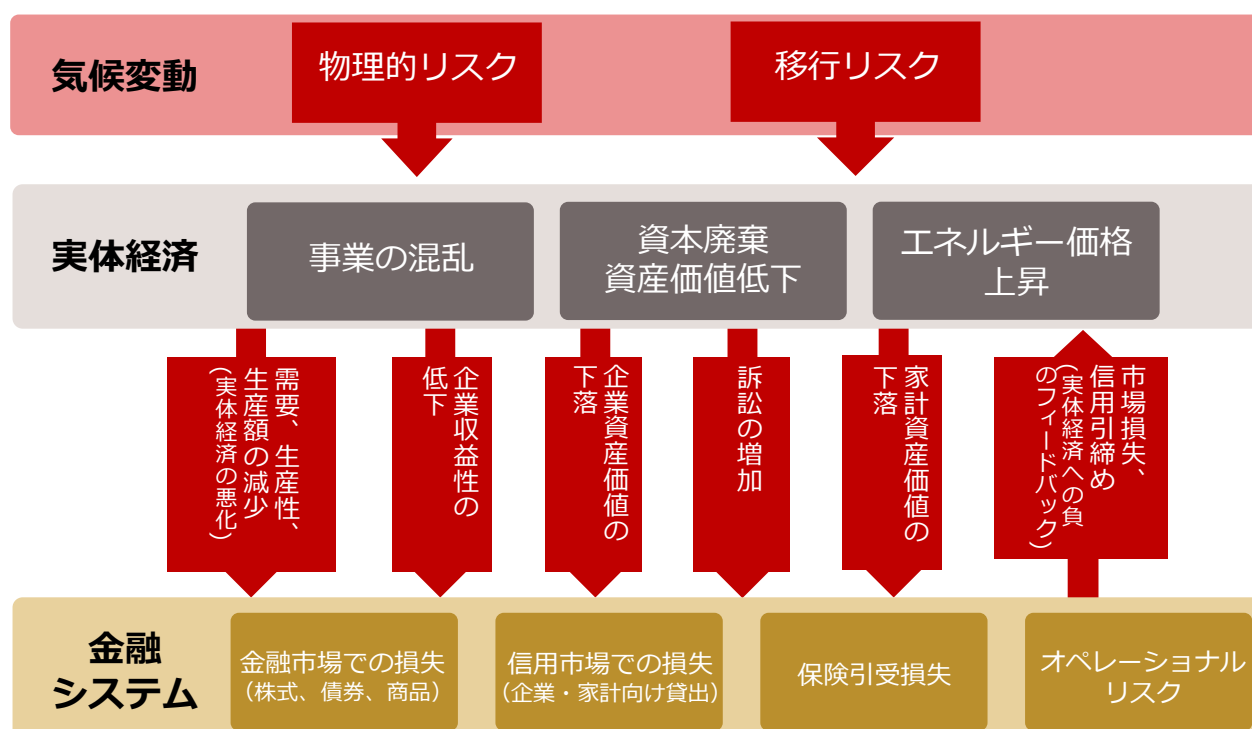 気候変動
物理的リスク
移行リスク
実体経済
事業の混乱
資本廃棄
資産価値低下
エネルギー価格
上昇
需要、生産性、
生産額の減少
(実体経済の悪化)
企業収益性の
低下
企業資産価値の
下落
訴訟の増加
家計資産価値の
下落
市場損失、
信用引締め
(実体経済への負
のフィードバック)
金融
システム
金融市場での損失
(株式、債券、商品)
信用市場での損失
(企業・家計向け貸出)
保険引受損失
オペレーショナル
リスク